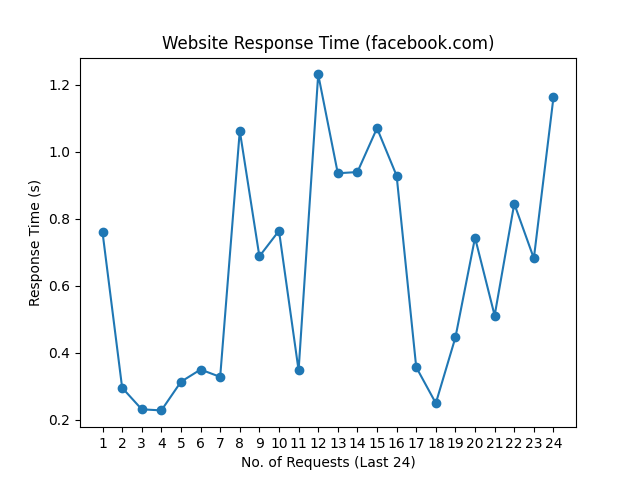 Website Response Time (facebook.com)
Response Time (s)
1.2
1.0
0.8
0.6
0.4
0.2
1 2 3 4 5 6 7 8 9 10 11 12 13 14 15 16 17 18 19 20 21 22 23 24
No. of Requests (Last 24)